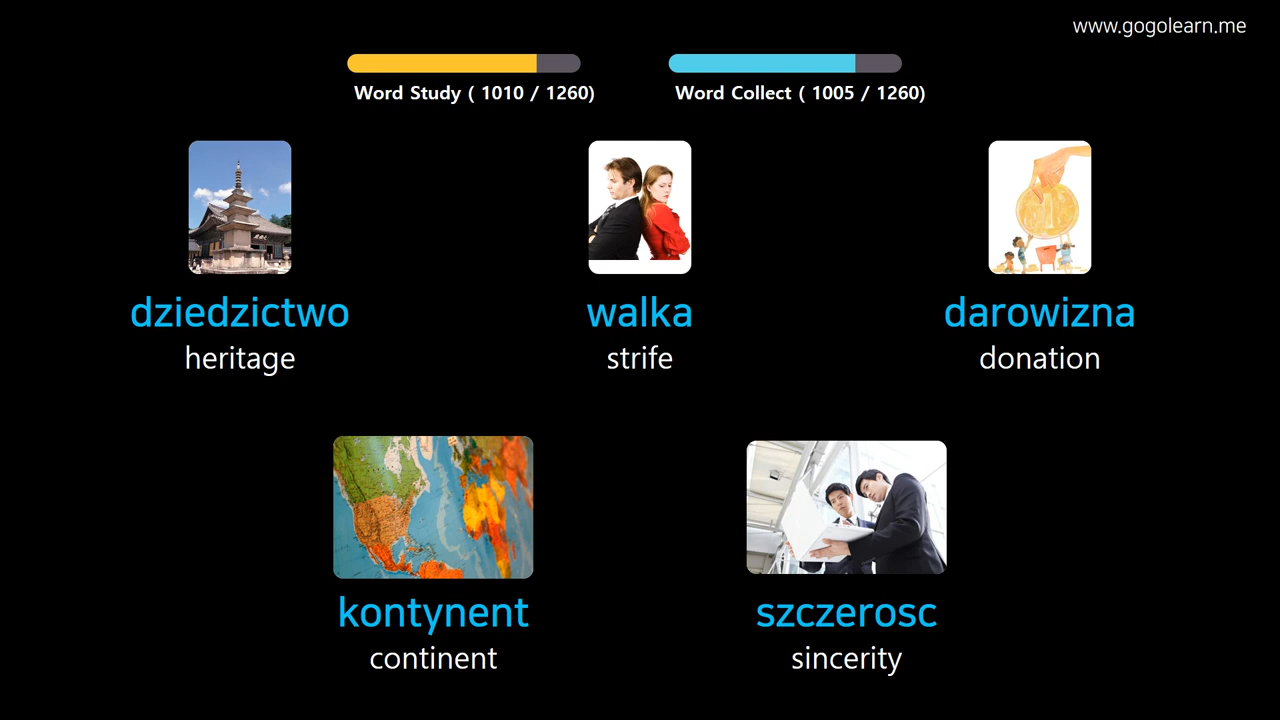 www.gogolearn.me
Word Study ( 1010 / 1260)
Word Collect ( 1005 / 1260)
dziedzictwo
heritage
walka
strife
darowizna
donation
kontynent
continent
szczerosc
sincerity